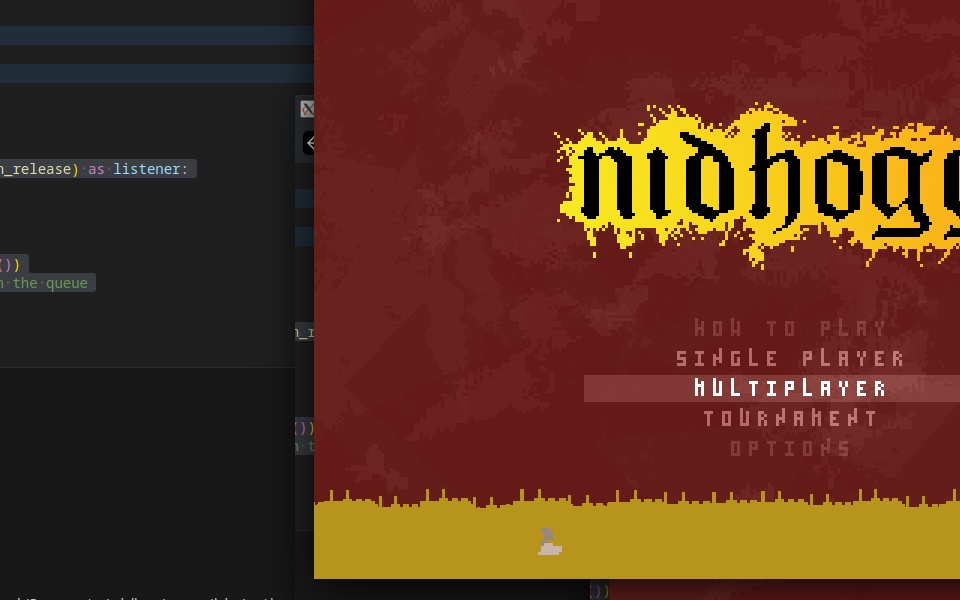 n_release) as listener:
())
n the queue
nidhogg
HOW TO PLAY
SINGLE PLAYER
MULTIPLAYER
TOURNAMENT
OPTIONS
())
n t
))